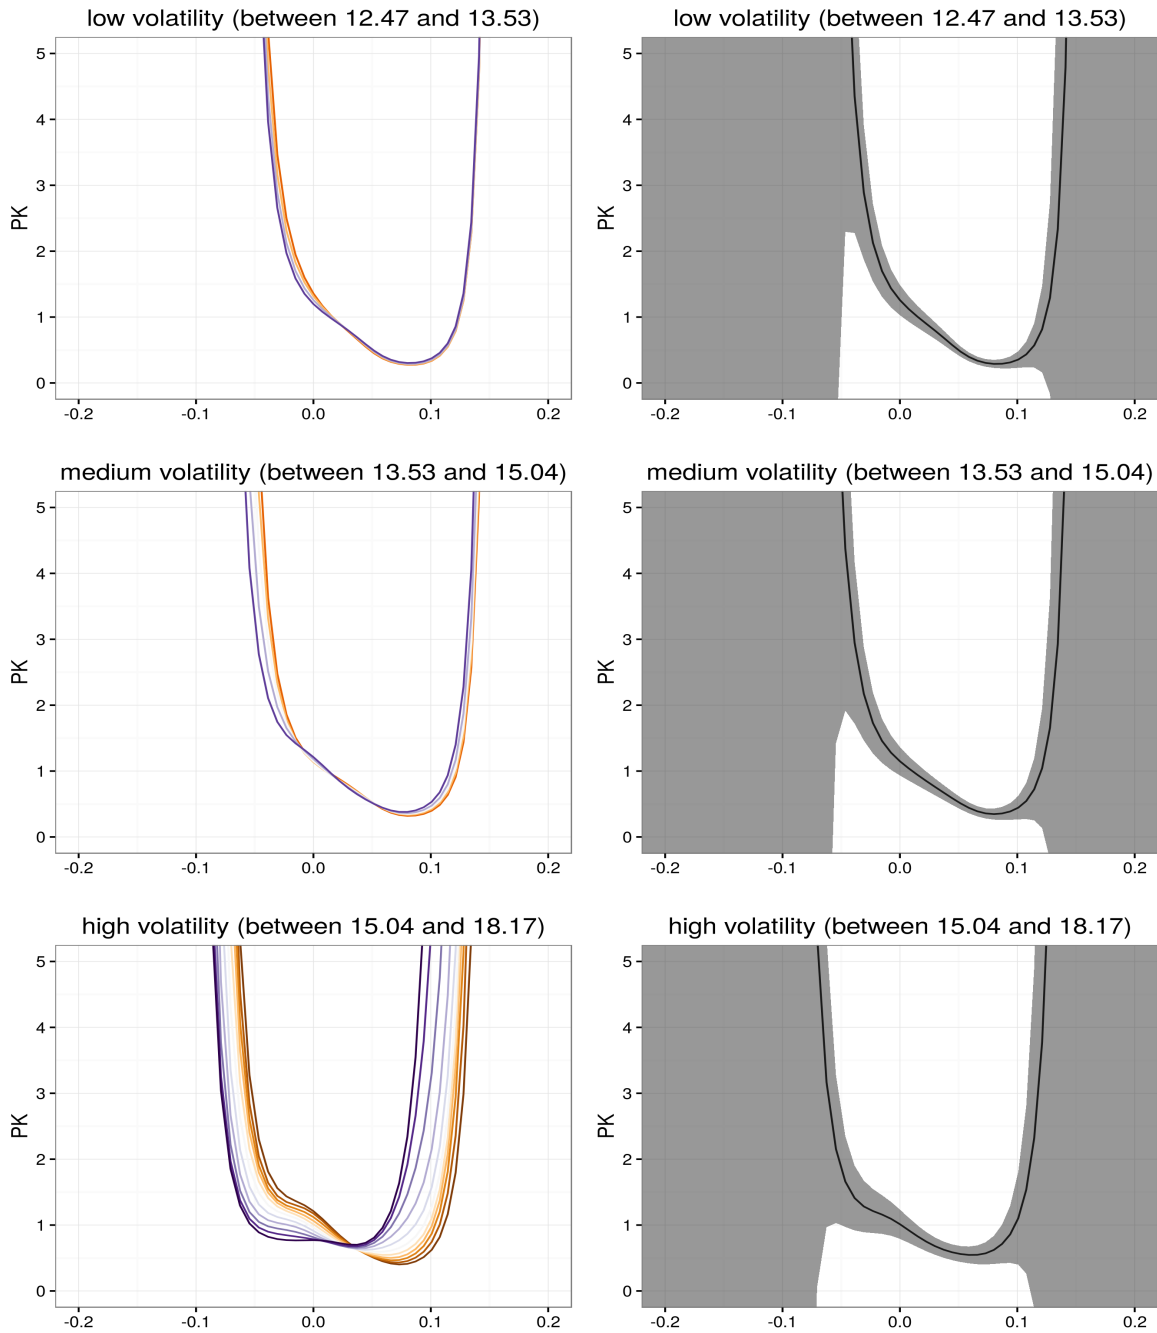 low volatility (between 12.47 and 13.53)
low volatility (between 12.47 and 13.53)
5
4
3
2
1
0
PK
-0.2 -0.1 0.0 0.1 0.2
5
4
3
2
1
0
PK
-0.2 -0.1 0.0 0.1 0.2
medium volatility (between 13.53 and 15.04)
medium volatility (between 13.53 and 15.04)
5
4
3
2
1
0
PK
-0.2 -0.1 0.0 0.1 0.2
5
4
3
2
1
0
PK
-0.2 -0.1 0.0 0.1 0.2
high volatility (between 15.04 and 18.17)
high volatility (between 15.04 and 18.17)
5
4
3
2
1
0
PK
-0.2 -0.1 0.0 0.1 0.2
5
4
3
2
1
0
PK
-0.2 -0.1 0.0 0.1 0.2